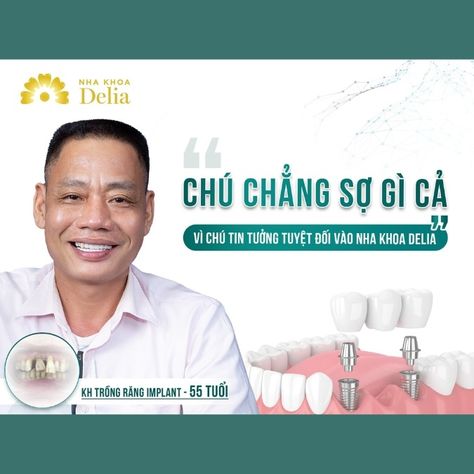 NHA KHOA
Delia
“
CHÚ CHẲNG SỢ GÌ CẢ
VÌ CHÚ TIN TƯỞNG TUYỆT ĐỐI VÀO NHA KHOA DELIA
”
KH TRỒNG RĂNG IMPLANT - 55 TUỔI